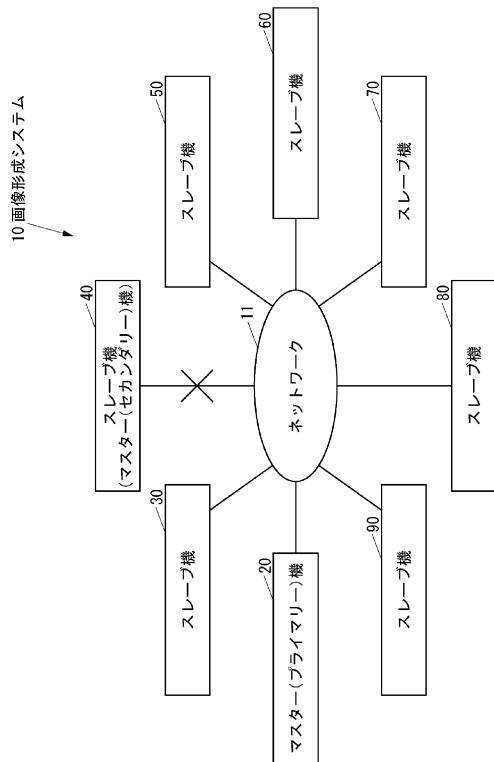 10 画像形成システム
20
マスター(プライマリー)機
30
スレーブ機
40
スレーブ機
(マスター(セカンダリー)機)
50
スレーブ機
60
スレーブ機
70
スレーブ機
80
スレーブ機
90
スレーブ機
11
ネットワーク